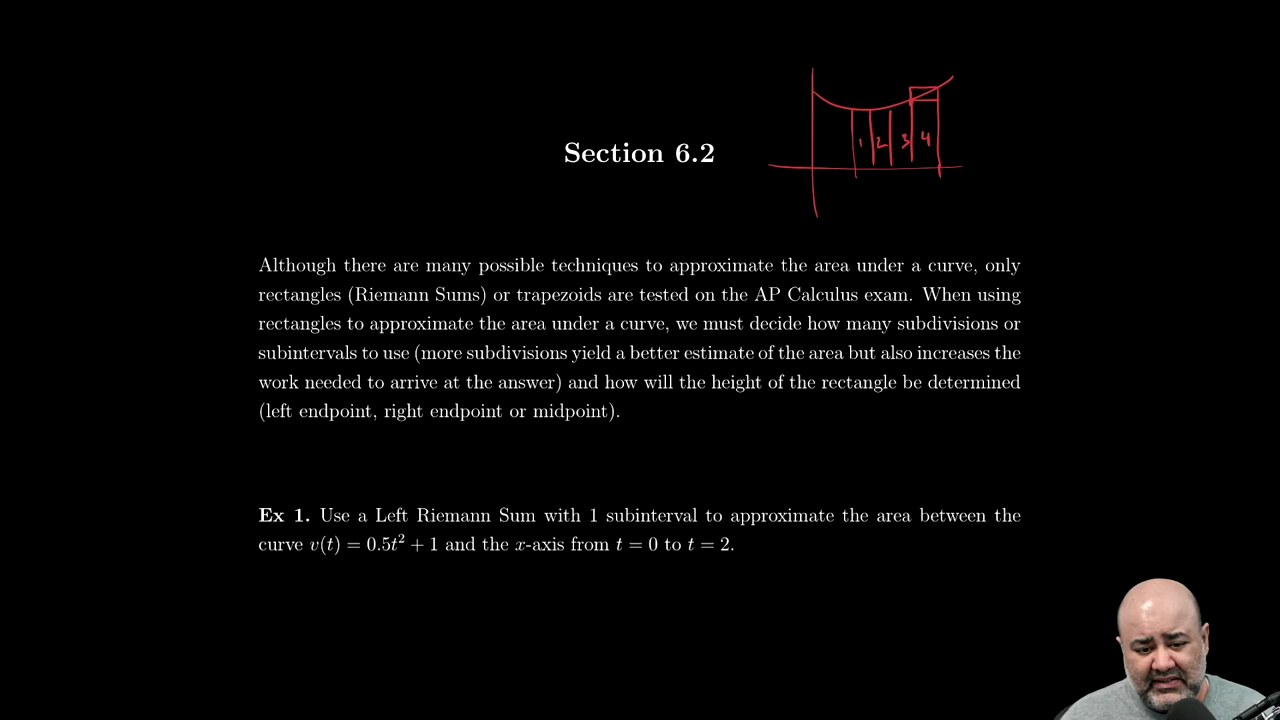 Section 6.2
1 2 3 4
Although there are many possible techniques to approximate the area under a curve, only
rectangles (Riemann Sums) or trapezoids are tested on the AP Calculus exam. When using
rectangles to approximate the area under a curve, we must decide how many subdivisions or
subintervals to use (more subdivisions yield a better estimate of the area but also increases the
work needed to arrive at the answer) and how will the height of the rectangle be determined
(left endpoint, right endpoint or midpoint).
Ex 1. Use a Left Riemann Sum with 1 subinterval to approximate the area between the
curve v(t) = 0.5t² + 1 and the x-axis from t = 0 to t = 2.